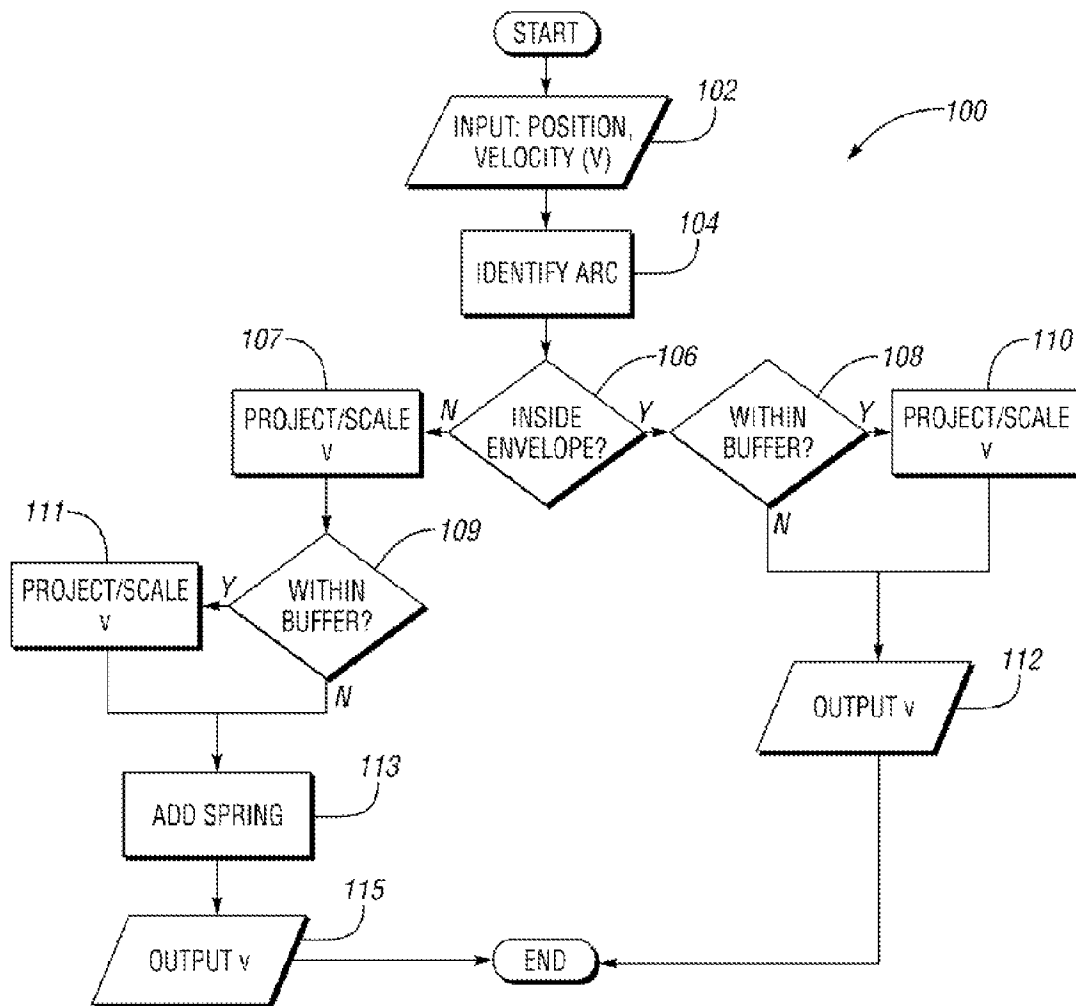 START
INPUT: POSITION,
VELOCITY (V)
102
100
IDENTIFY ARC
104
107
106
108
110
PROJECT/SCALE
V
N
INSIDE
ENVELOPE?
Y
WITHIN
BUFFER?
Y
PROJECT/SCALE
V
N
111
109
PROJECT/SCALE
V
Y
WITHIN
BUFFER?
N
OUTPUT V
112
ADD SPRING
113
OUTPUT V
115
END